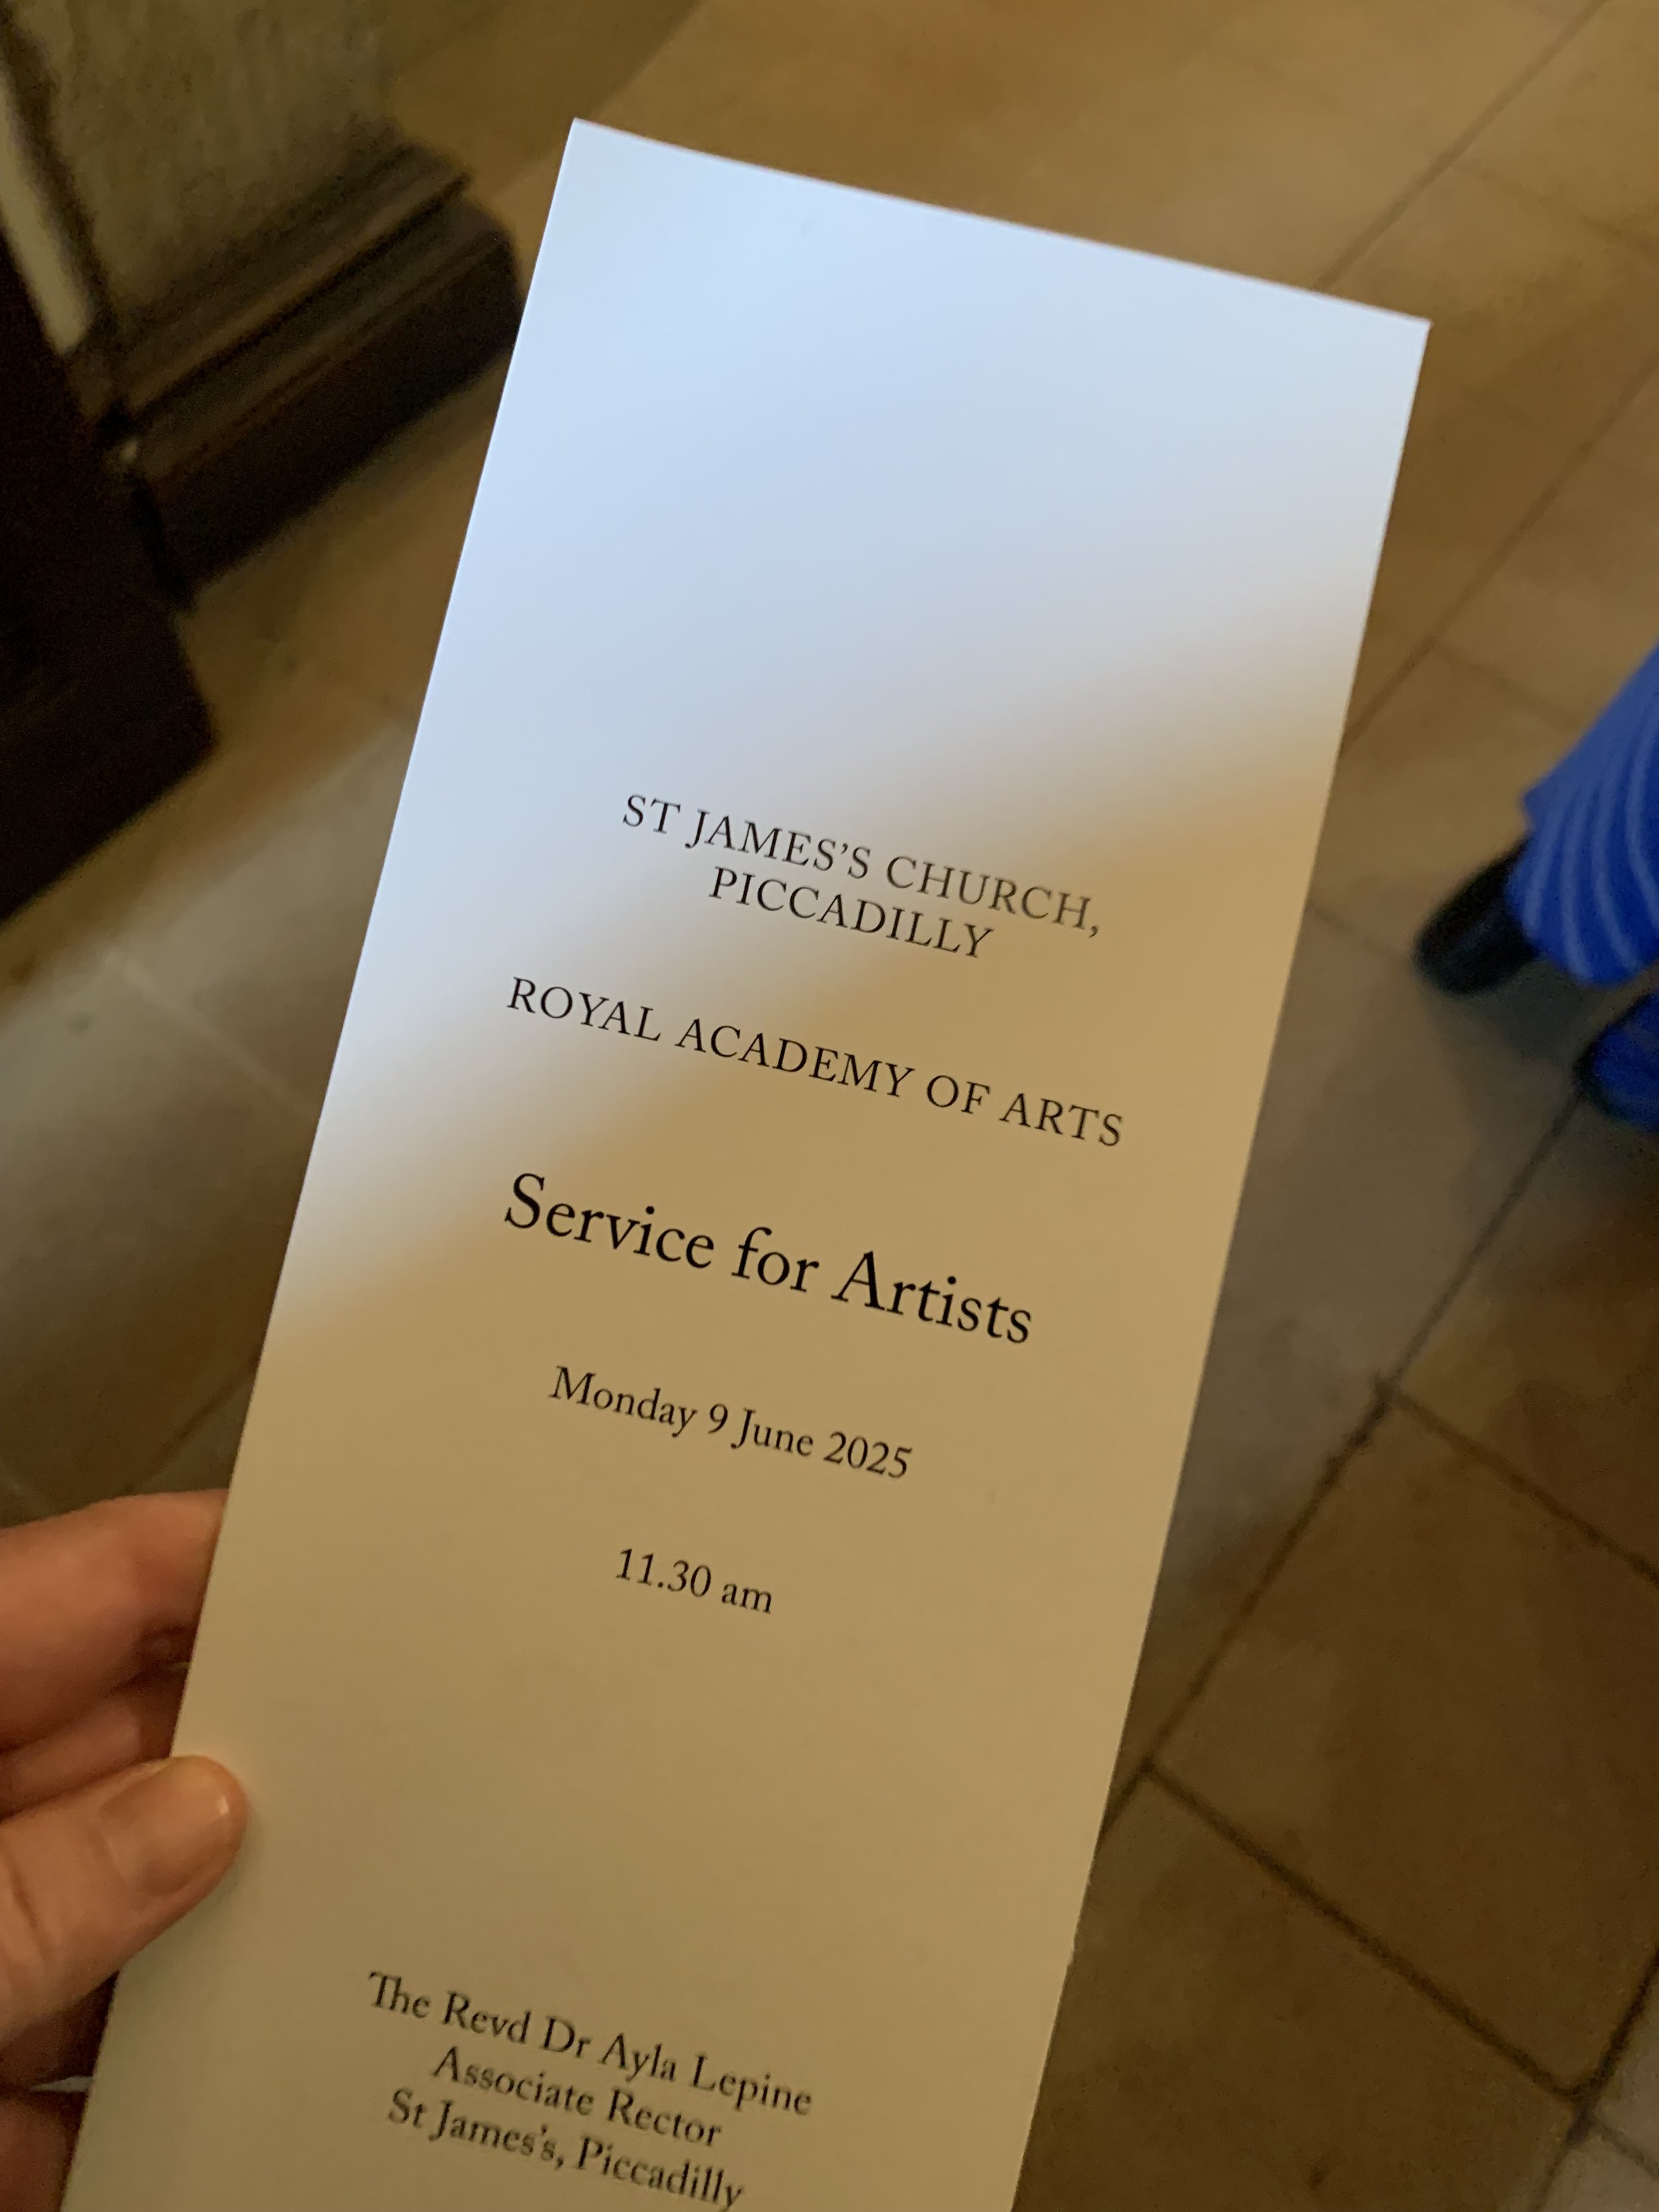 ST JAMES’S CHURCH,
PICCADILLY
ROYAL ACADEMY OF ARTS
Service for Artists
Monday 9 June 2025
11.30 am
The Revd Dr Ayla Lepine
Associate Rector
St James’s, Piccadilly